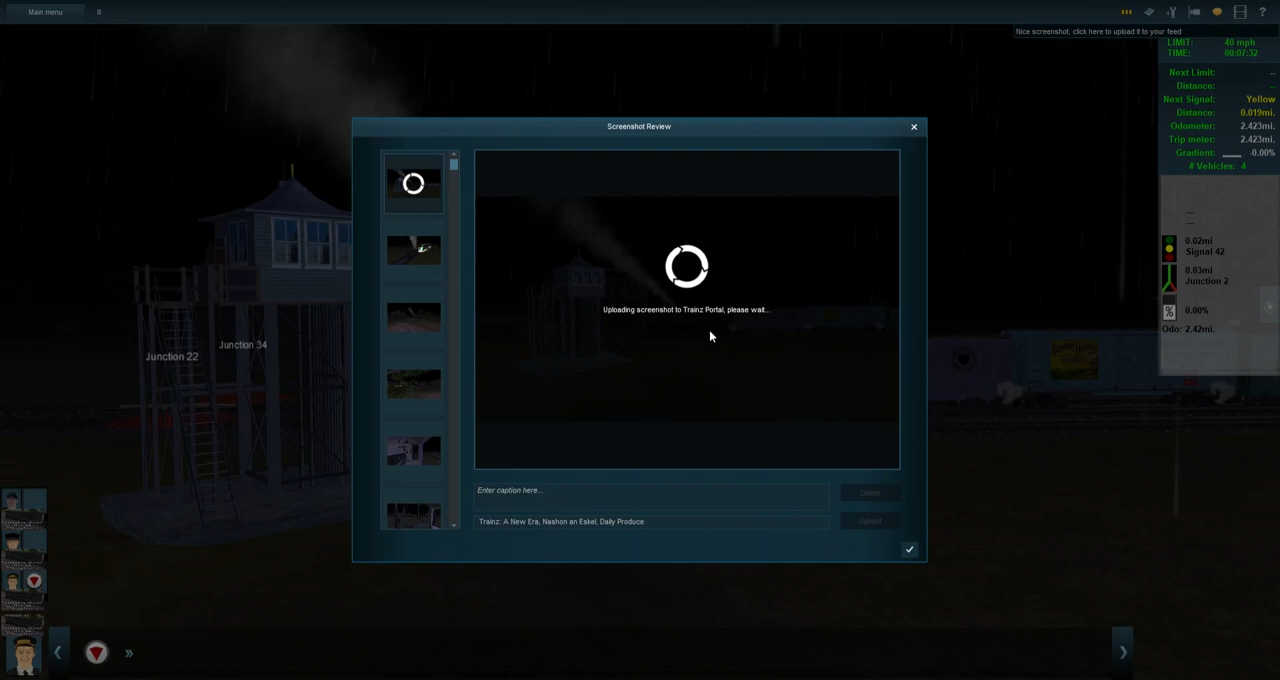 Main menu
Nice screenshot, click here to upload it to your feed
LIMIT: 40 mph
TIME: 00:07:32
Next Limit: --
Distance: --
Next Signal: Yellow
Distance: 0.019mi.
Odometer: 2.423mi.
Trip meter: 2.423mi.
Gradient: -0.00%
# Vehicles: 4
Screenshot Review
---
---
0.02mi
Signal 42
0.03mi
Junction 2
0.00%
Odo: 2.42mi.
Uploading screenshot to Trainz Portal, please wait...
Junction 22
Junction 34
Enter caption here...
Delete
Trainz: A New Era, Nashon an Eskel, Daily Produce
Upload